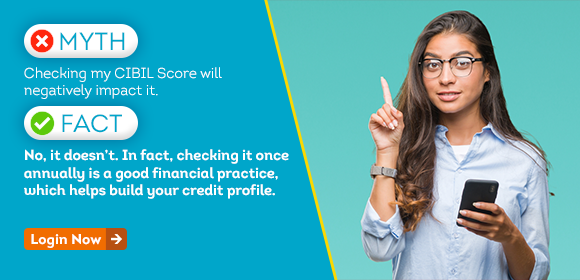 MYTH
Checking my CIBIL Score will
negatively impact it.
FACT
No, it doesn't. In fact, checking it once
annually is a good financial practice,
which helps build your credit profile.
Login Now